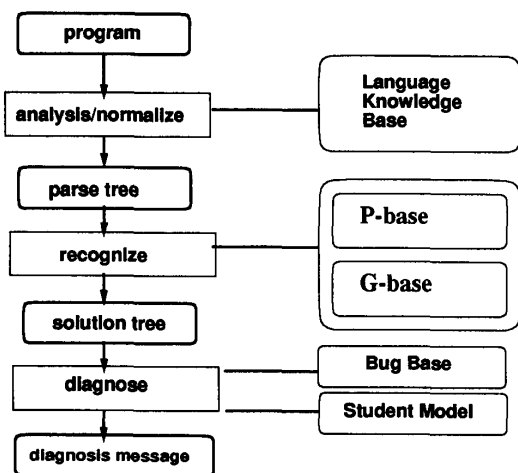 program
analysis/normalize
Language
Knowledge
Base
parse tree
recognize
P-base
G-base
solution tree
diagnose
Bug Base
Student Model
diagnosis message